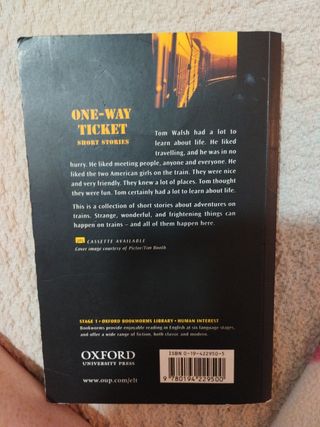 ONE-WAY
TICKET
SHORT STORIES
Tom Walsh had a lot to
learn about life. He liked
travelling, and he was in no
hurry. He liked meeting people, anyone and everyone. He
liked the two American girls on the train. They were nice
and very friendly. They knew a lot of places. Tom thought
they were fun. Tom certainly had a lot to learn about life.
This is a collection of short stories about adventures on
trains. Strange, wonderful, and frightening things can
happen on trains – and all of them happen here.
CASSETTE AVAILABLE
Cover image courtesy of Pictor/Tim Booth
STAGE 1 • OXFORD BOOKWORMS LIBRARY • HUMAN INTEREST
Bookworms provide enjoyable reading in English at six language stages,
and offer a wide range of fiction, both classic and modern.
OXFORD
UNIVERSITY PRESS
www.oup.com/elt
ISBN 0-19-422950-5
9 780194 229500